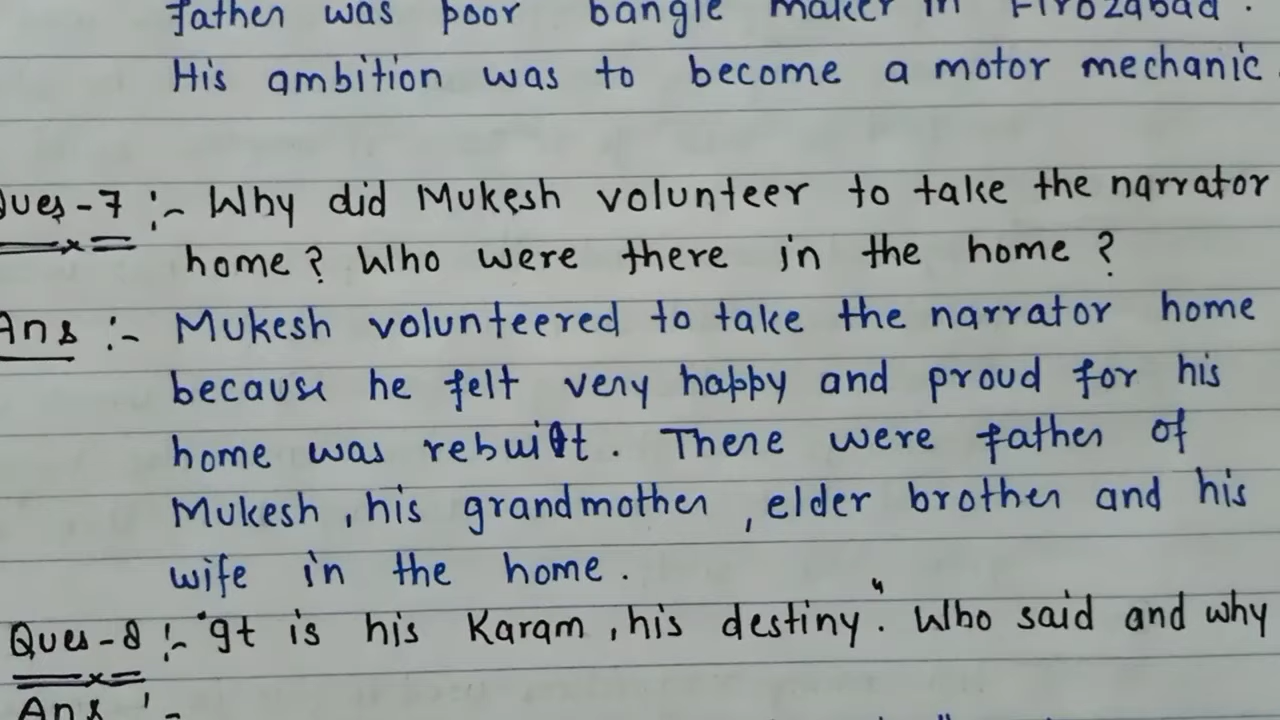 father was poor bangle maker in Firozabad.
His ambition was to become a motor mechanic.
Ques-7 :- Why did Mukesh volunteer to take the narrator
home? Who were there in the home?
Ans :- Mukesh volunteered to take the narrator home
because he felt very happy and proud for his
home was rebuilt. There were father of
Mukesh, his grandmother, elder brother and his
wife in the home.
Ques-8 :- "It is his Karam, his destiny." Who said and why
Ans :-